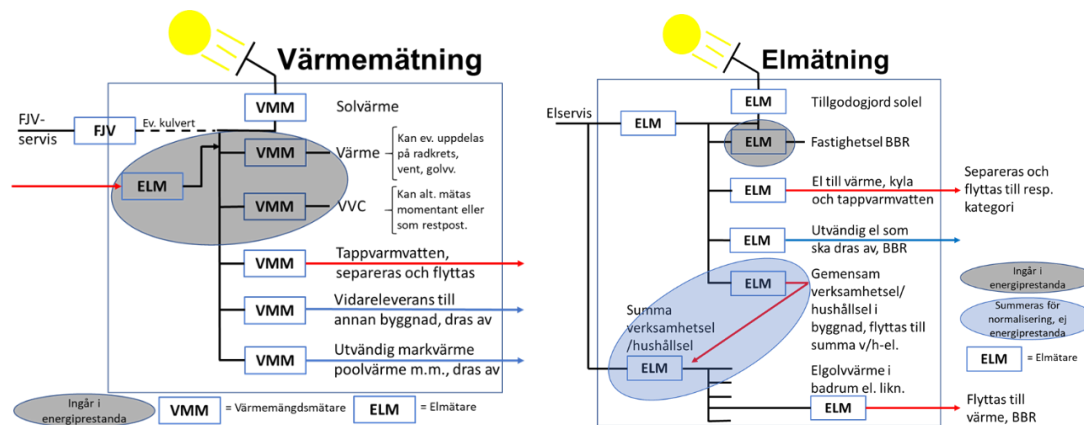 Värmemätning
VMM
Solvärme
FJV-
servis
FJV
Ev. kulvert
VMM
Värme
Kan ev. uppdelas
på radkrets,
vent, golvv.
ELM
VMM
VVC
Kan alt. mätas
momentant eller
som restpost.
VMM
Tappvarmvatten,
separeras och flyttas
VMM
Vidareleverans till
annan byggnad, dras av
VMM
Utvändig markvärme
poolvärme m.m., dras av
Ingår i
energiprestanda
VMM
= Värmemängdsmätare
ELM
= Elmätare
Elmätning
ELM
Tillgodogjord solel
Elservis
ELM
ELM
Fastighetsel BBR
ELM
El till värme, kyla
och tappvarmvatten
Separeras och
flyttas till resp.
kategori
ELM
Utvändig el som
ska dras av, BBR
ELM
Gemensam
verksamhetsel/
hushållsel i
byggnad, flyttas till
summa v/h-el.
Summa
verksamhetsel
/hushållsel
ELM
Elgolvvärme i
badrum el. likn.
ELM
Flyttas till
värme, BBR
Ingår i
energiprestanda
Summeras för
normalisering, ej
energiprestanda
ELM
= Elmätare